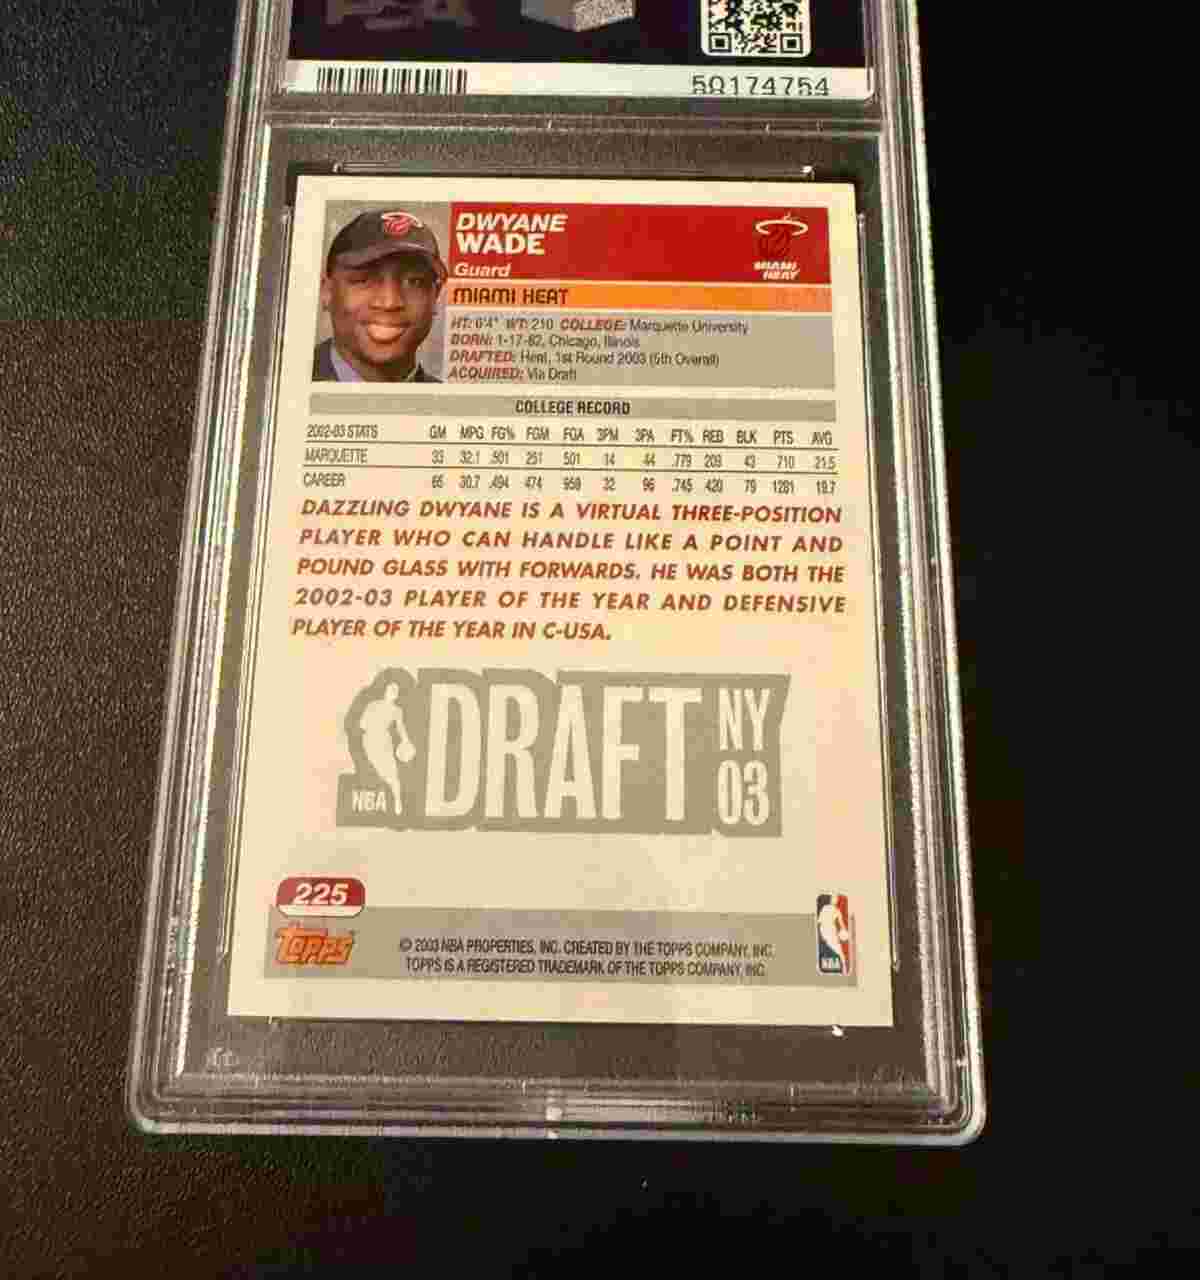 50174754
DWYANE
WADE
Guard
MIAMI HEAT
MIAMI
HEAT
HT: 6'4" WT: 210 COLLEGE: Marquette University
BORN: 1-17-82, Chicago, Illinois
DRAFTED: Heat, 1st Round 2003 (5th Overall)
ACQUIRED: Via Draft
COLLEGE RECORD
2002-03 STATS GM MPG FG% FGM FGA 3PM 3PA FT% REB BLK PTS AVG
MARQUETTE 33 32.1 .501 251 501 14 44 .779 209 43 710 21.5
CAREER 65 30.7 .494 474 959 32 96 .745 420 79 1281 19.7
DAZZLING DWYANE IS A VIRTUAL THREE-POSITION
PLAYER WHO CAN HANDLE LIKE A POINT AND
POUND GLASS WITH FORWARDS. HE WAS BOTH THE
2002-03 PLAYER OF THE YEAR AND DEFENSIVE
PLAYER OF THE YEAR IN C-USA.
NBA DRAFT NY 03
225
TOPPS
© 2003 NBA PROPERTIES, INC. CREATED BY THE TOPPS COMPANY, INC.
TOPPS IS A REGISTERED TRADEMARK OF THE TOPPS COMPANY, INC.
NBA